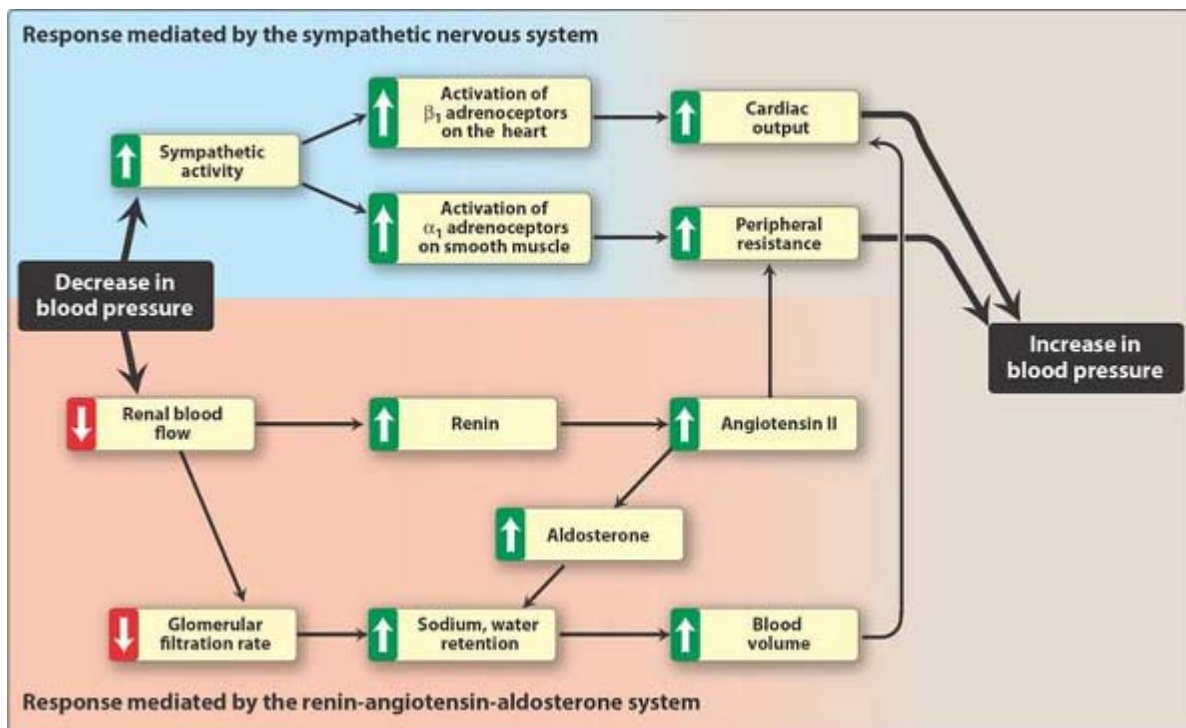 Response mediated by the sympathetic nervous system
Activation of
β₁ adrenoceptors
on the heart
Cardiac
output
Sympathetic
activity
Activation of
α₁ adrenoceptors
on smooth muscle
Peripheral
resistance
Decrease in
blood pressure
Increase in
blood pressure
Renal blood
flow
Renin
Angiotensin II
Aldosterone
Glomerular
filtration rate
Sodium, water
retention
Blood
volume
Response mediated by the renin-angiotensin-aldosterone system